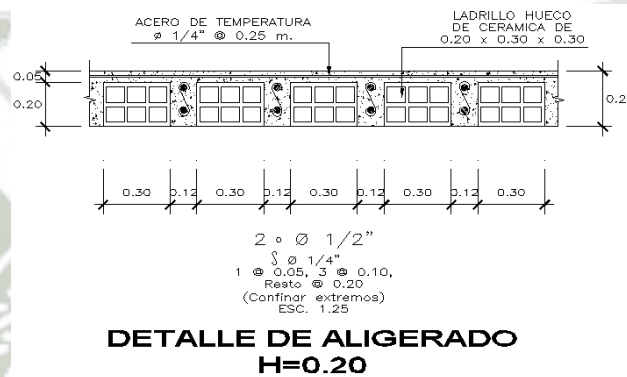 ACERO DE TEMPERATURA
ø 1/4" @ 0.25 m.
LADRILLO HUECO
DE CERAMICA DE
0.20 x 0.30 x 0.30
0.05
0.20
0.2
0.30 0.12 0.30 0.12 0.30 0.12 0.30 0.12 0.30
2 ∘ Ø 1/2"
ø 1/4"
1 @ 0.05, 3 @ 0.10,
Resto @ 0.20
(Confinar extremos)
ESC. 1.25
DETALLE DE ALIGERADO
H=0.20